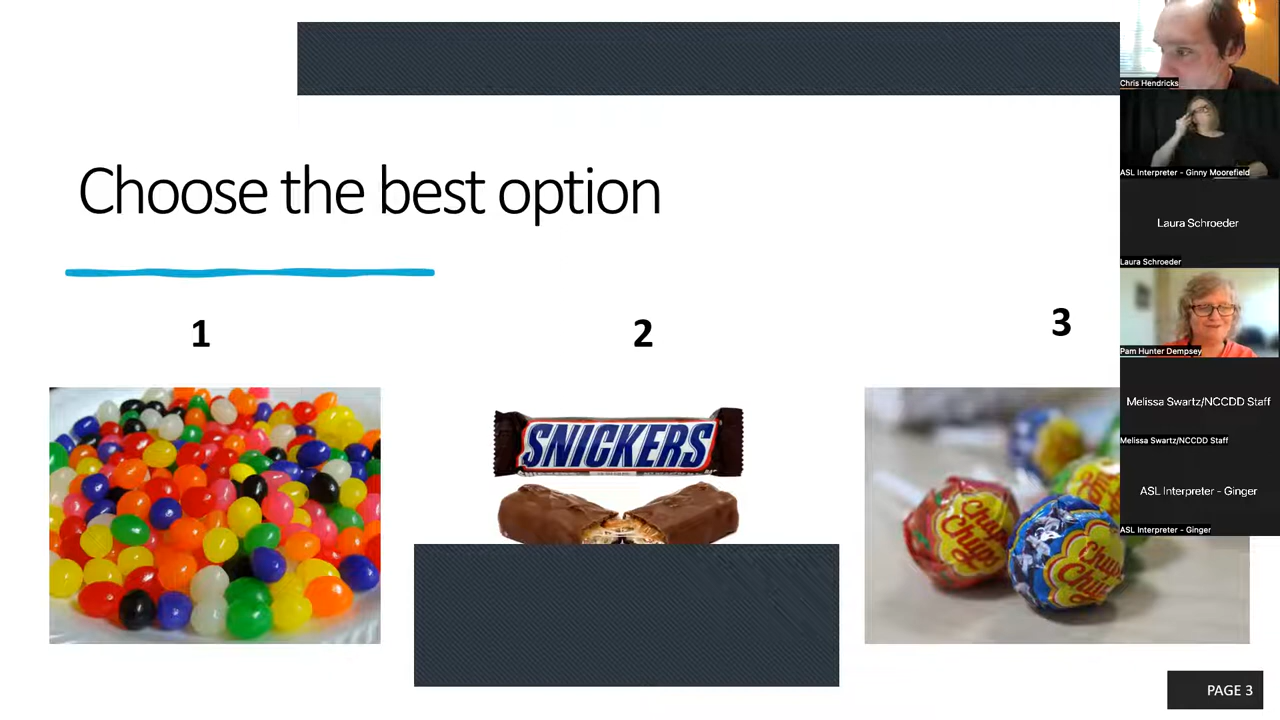 Choose the best option
1
2
3
SNICKERS
Chupa
Chups
Chupa
Chups
Chris Hendricks
ASL Interpreter - Ginny Moorefield
Laura Schroeder
Laura Schroeder
Pam Hunter Dempsey
Melissa Swartz/NCCDD Staff
Melissa Swartz/NCCDD Staff
ASL Interpreter - Ginger
ASL Interpreter - Ginger
PAGE 3